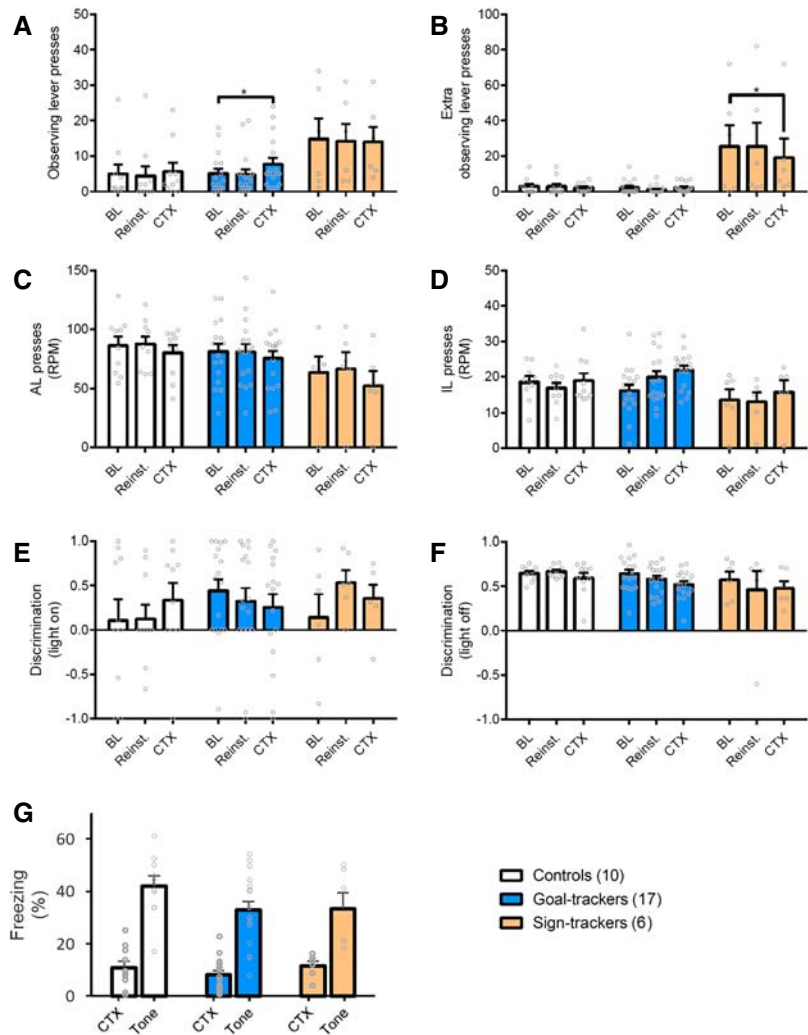 A
Observing lever presses
50
40
30
20
10
0
*
BL
Reinst.
CTX
BL
Reinst.
CTX
BL
Reinst.
CTX
B
Extra
observing lever presses
100
80
60
40
20
0
*
BL
Reinst.
CTX
BL
Reinst.
CTX
BL
Reinst.
CTX
C
AL presses
(RPM)
150
100
50
0
BL
Reinst.
CTX
BL
Reinst.
CTX
BL
Reinst.
CTX
D
IL presses
(RPM)
50
40
30
20
10
0
BL
Reinst.
CTX
BL
Reinst.
CTX
BL
Reinst.
CTX
E
Discrimination
(light on)
1.0
0.5
0.0
-0.5
-1.0
BL
Reinst.
CTX
BL
Reinst.
CTX
BL
Reinst.
CTX
F
Discrimination
(light off)
1.0
0.5
0.0
-0.5
-1.0
BL
Reinst.
CTX
BL
Reinst.
CTX
BL
Reinst.
CTX
G
Freezing
(%)
60
40
20
0
CTX
Tone
CTX
Tone
CTX
Tone
Controls (10)
Goal-trackers (17)
Sign-trackers (6)